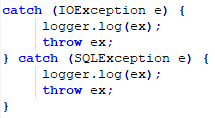 catch (IOException e) {
logger.log(ex);
throw ex;
} catch (SQLException e) {
logger.log(ex);
throw ex;
}